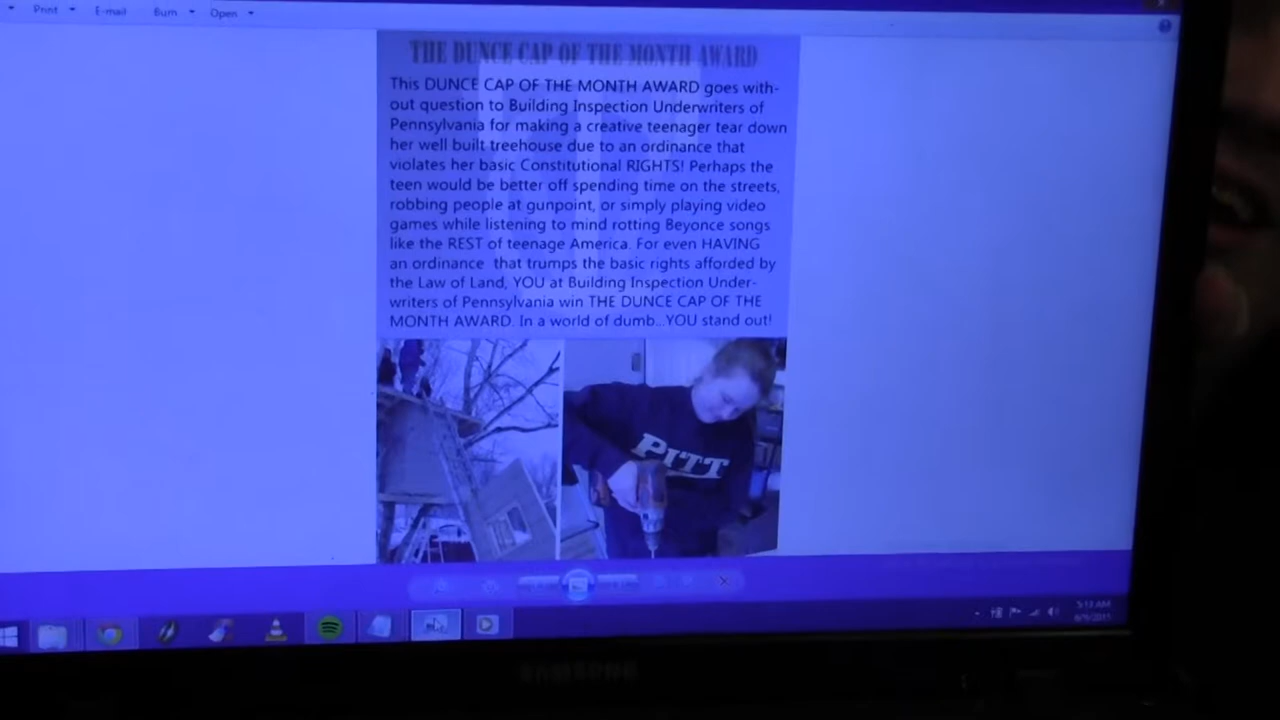 Print E-mail Burn Open
THE DUNCE CAP OF THE MONTH AWARD
This DUNCE CAP OF THE MONTH AWARD goes with-
out question to Building Inspection Underwriters of
Pennsylvania for making a creative teenager tear down
her well built treehouse due to an ordinance that
violates her basic Constitutional RIGHTS! Perhaps the
teen would be better off spending time on the streets,
robbing people at gunpoint, or simply playing video
games while listening to mind rotting Beyonce songs
like the REST of teenage America. For even HAVING
an ordinance that trumps the basic rights afforded by
the Law of Land, YOU at Building Inspection Under-
writers of Pennsylvania win THE DUNCE CAP OF THE
MONTH AWARD. In a world of dumb...YOU stand out!
PITT
SAMSUNG